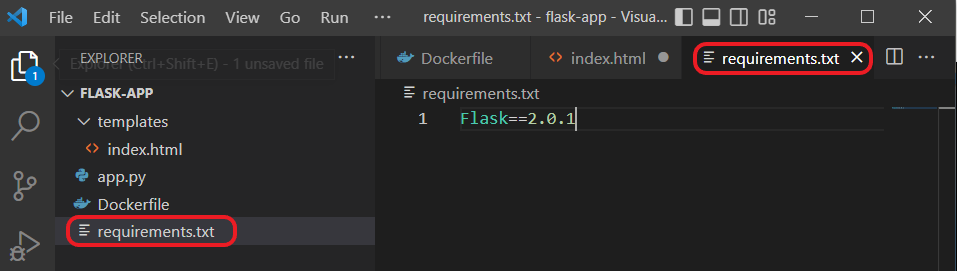 File Edit Selection Run ··· requirements.txt - flask-app - Visua...
EXPLORER ···
Explorer (Ctrl+Shift+E) - 1 unsaved file
1
FLASK-APP
templates
index.html
app.py
Dockerfile
requirements.txt
Dockerfile index.html requirements.txt ···
requirements.txt
1 Flask==2.0.1